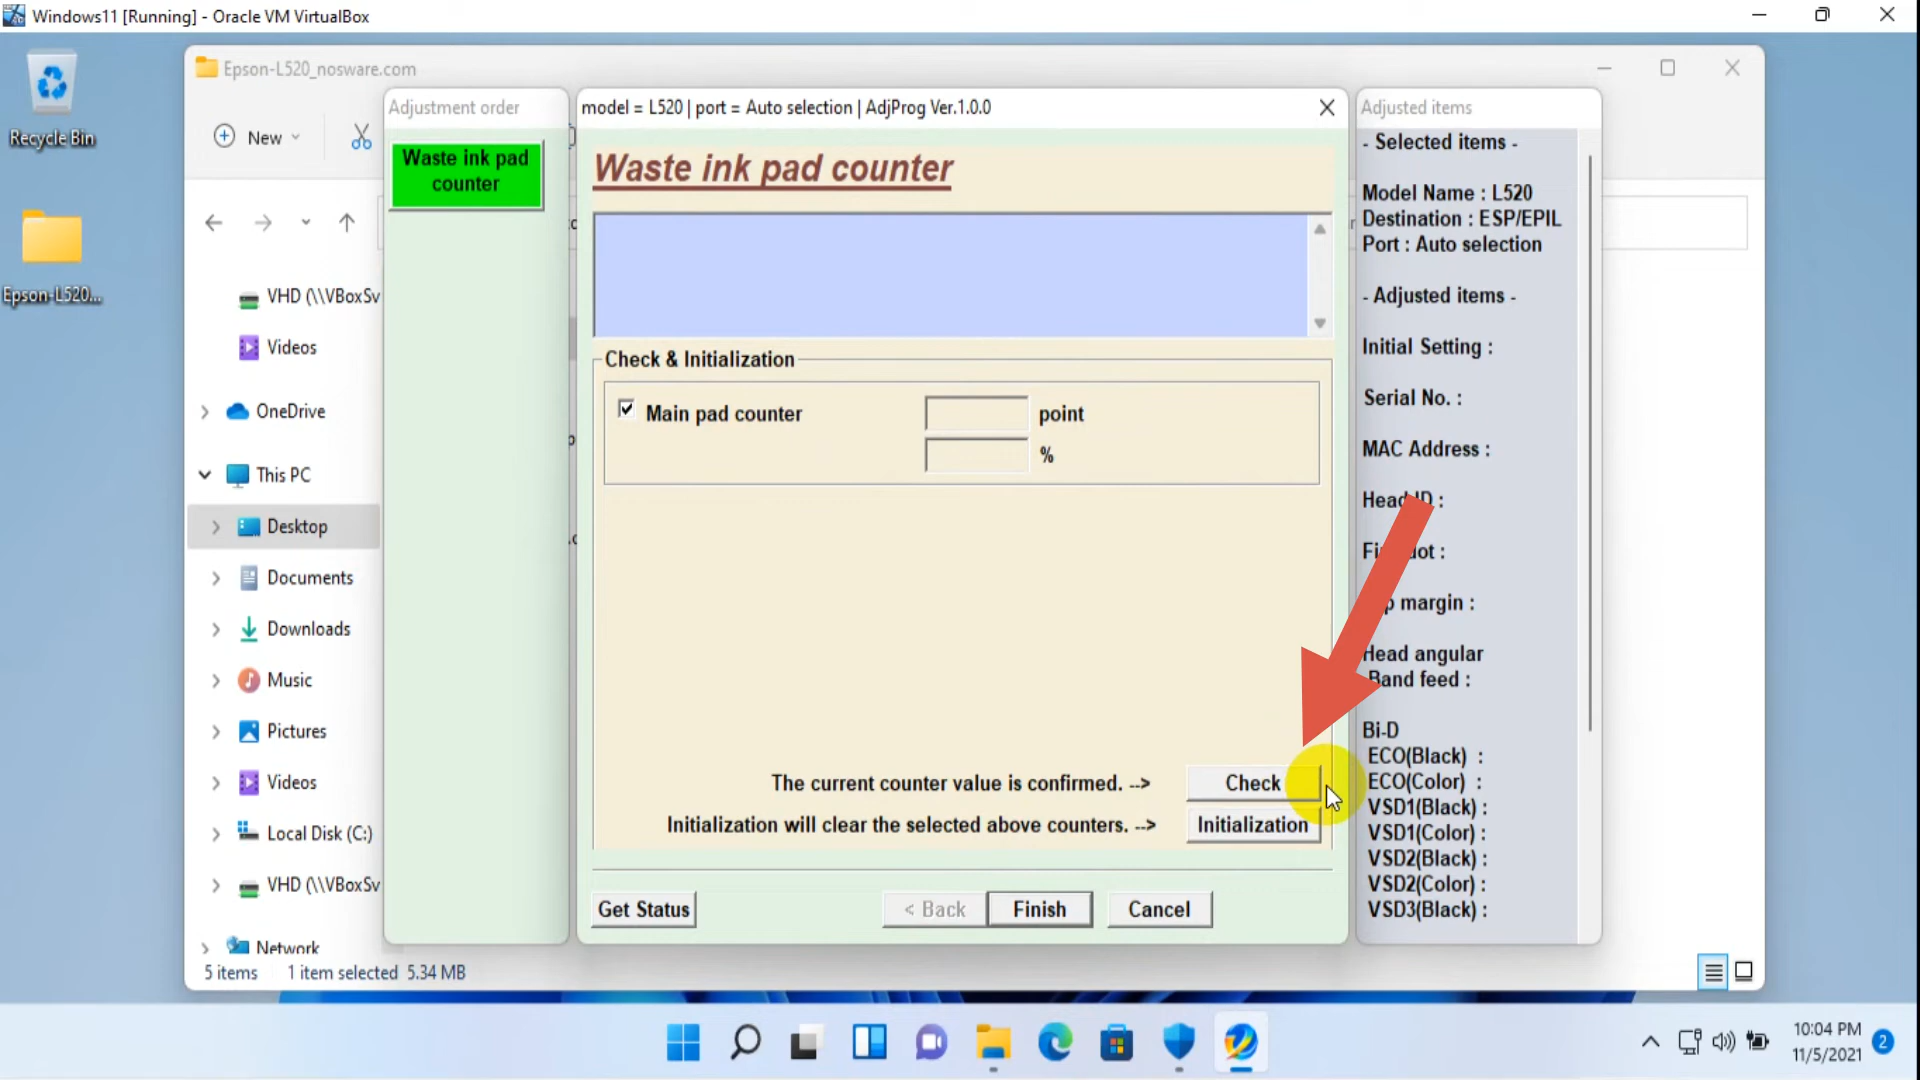 Windows11 [Running] - Oracle VM VirtualBox
Recycle Bin
Epson-L520...
Epson-L520_nosware.com
New
VHD (\\VBoxSv
Videos
OneDrive
This PC
Desktop
Documents
Downloads
Music
Pictures
Videos
Local Disk (C:)
VHD (\\VBoxSv
Network
5 items 1 item selected 5.34 MB
Adjustment order
Waste ink pad
counter
model = L520 | port = Auto selection | AdjProg Ver.1.0.0
Waste ink pad counter
Check & Initialization
Main pad counter point
%
The current counter value is confirmed. --> Check
Initialization will clear the selected above counters. --> Initialization
Get Status < Back Finish Cancel
Adjusted items
- Selected items -
Model Name : L520
Destination : ESP/EPIL
Port : Auto selection
- Adjusted items -
Initial Setting :
Serial No. :
MAC Address :
Head ID :
margin :
Head angular
Band feed :
Bi-D
ECO(Black) :
ECO(Color) :
VSD1(Black) :
VSD1(Color) :
VSD2(Black) :
VSD2(Color) :
VSD3(Black) :
10:04 PM
11/5/2021 2